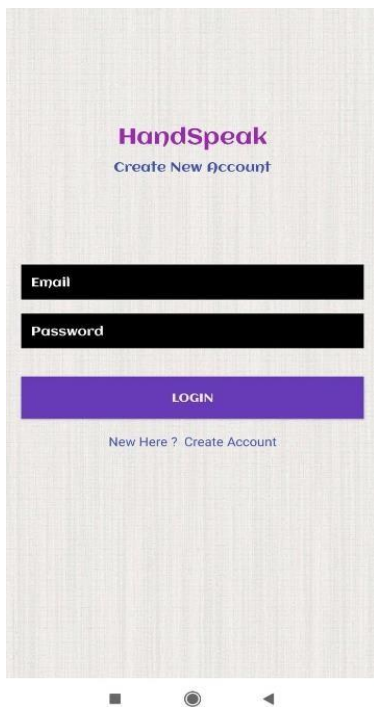 HandSpeak
Create New Account
Email
Password
LOGIN
New Here ? Create Account